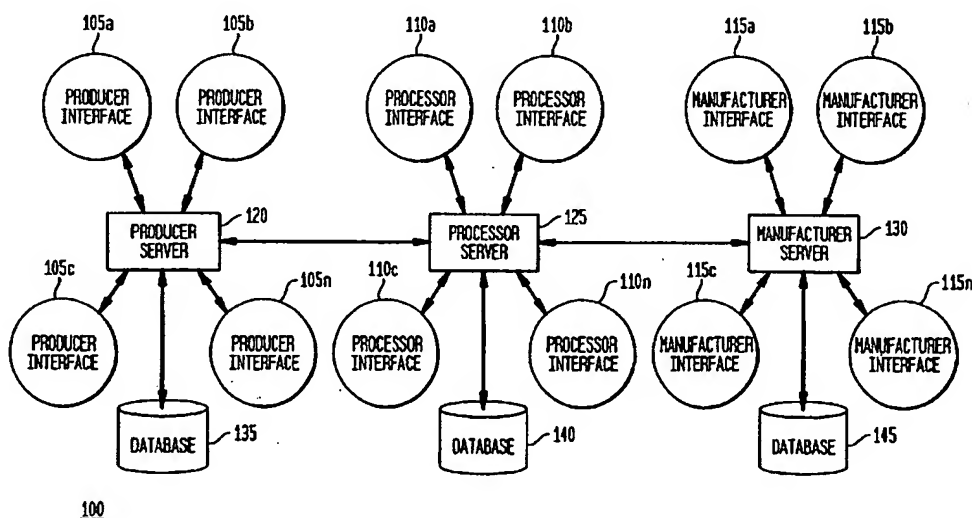 105a
105b
110a
110b
115a
115b
PRODUCER
INTERFACE
PRODUCER
INTERFACE
PROCESSOR
INTERFACE
PROCESSOR
INTERFACE
MANUFACTURER
INTERFACE
MANUFACTURER
INTERFACE
PRODUCER
SERVER
120
PROCESSOR
SERVER
125
MANUFACTURER
SERVER
130
105c
105n
110c
110n
115c
115n
PRODUCER
INTERFACE
PRODUCER
INTERFACE
PROCESSOR
INTERFACE
PROCESSOR
INTERFACE
MANUFACTURER
INTERFACE
MANUFACTURER
INTERFACE
DATABASE
135
DATABASE
140
DATABASE
145
100